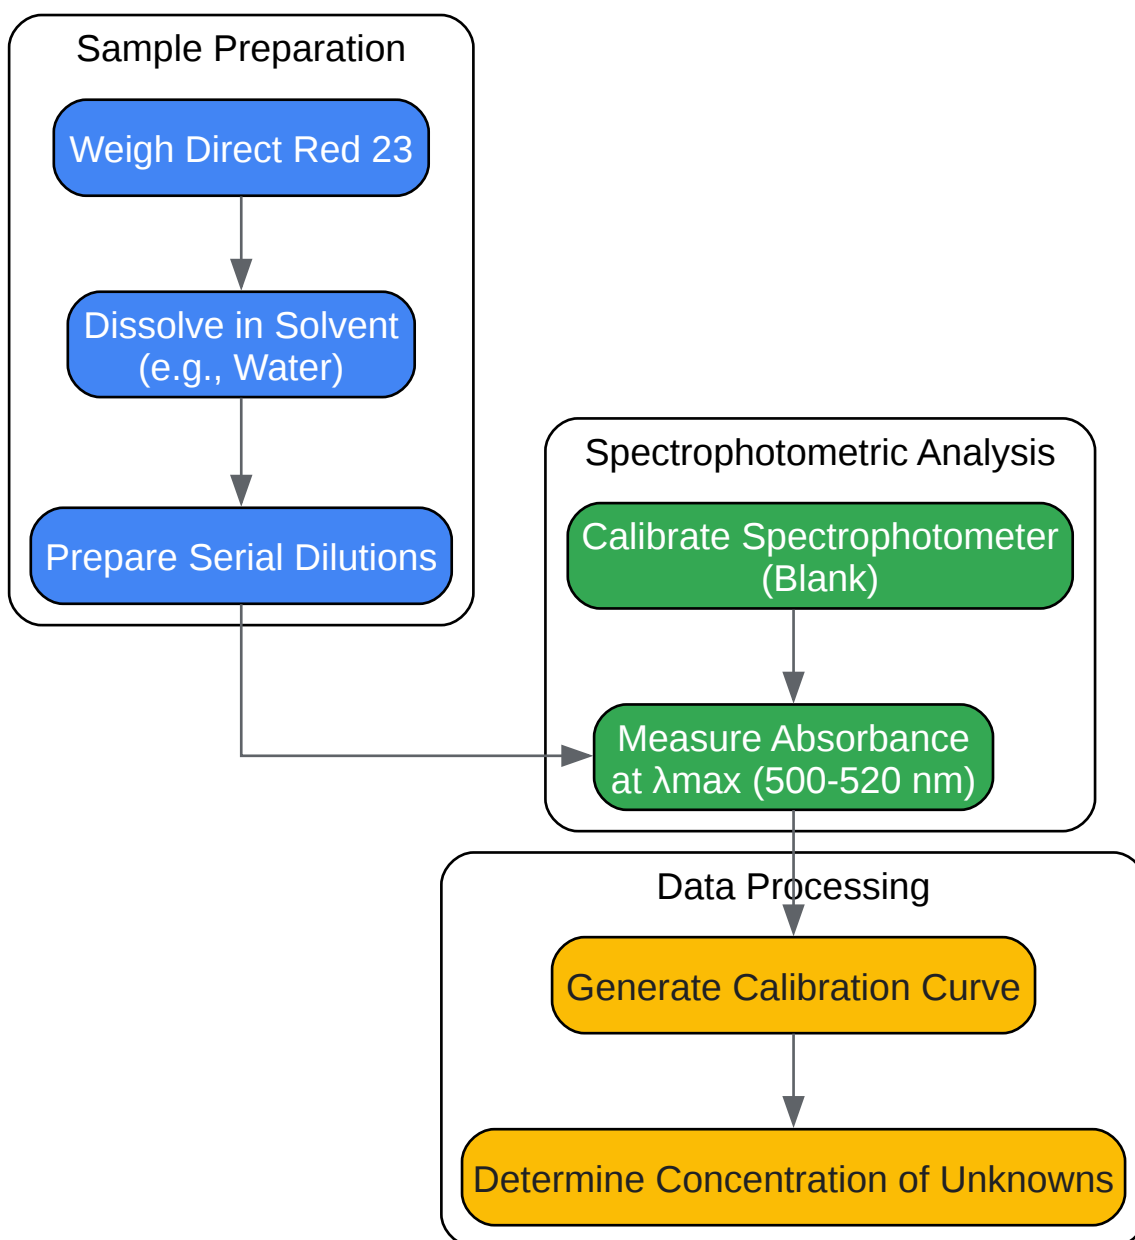 Sample Preparation
Weigh Direct Red 23
Dissolve in Solvent
(e.g., Water)
Prepare Serial Dilutions
Spectrophotometric Analysis
Calibrate Spectrophotometer
(Blank)
Measure Absorbance
at λmax (500-520 nm)
Data Processing
Generate Calibration Curve
Determine Concentration of Unknowns